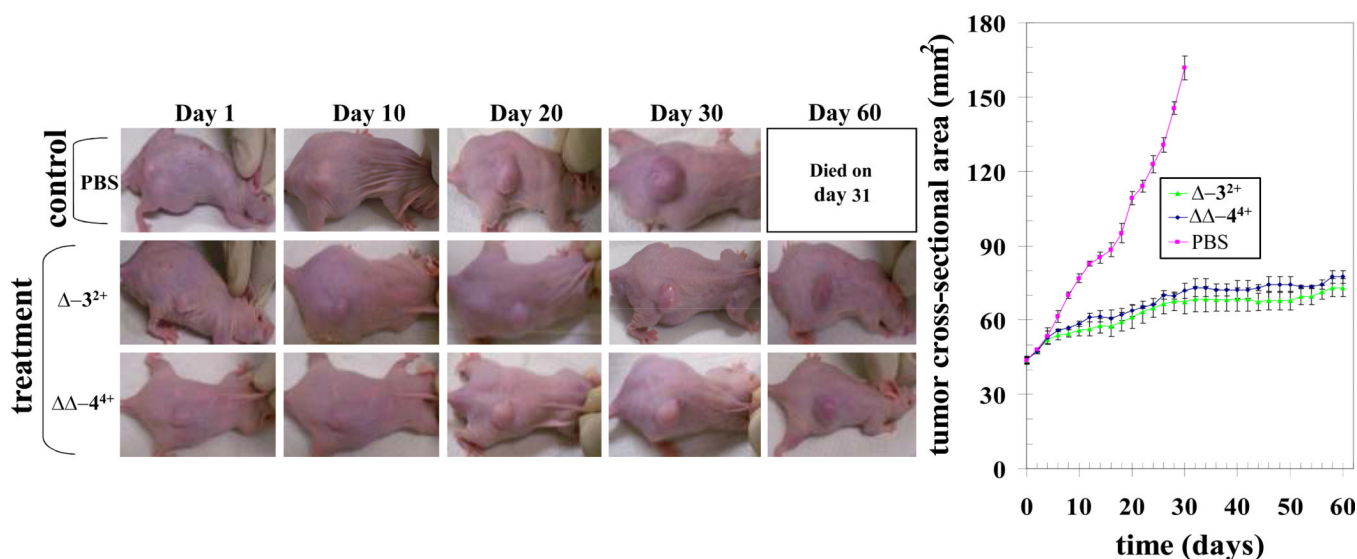 Day 1 Day 10 Day 20 Day 30 Day 60
control
PBS
Died on
day 31
treatment
Δ−3²⁺
ΔΔ−4⁴⁺
tumor cross-sectional area (mm²)
180
150
120
90
60
30
0
Δ−3²⁺
ΔΔ−4⁴⁺
PBS
0 10 20 30 40 50 60
time (days)